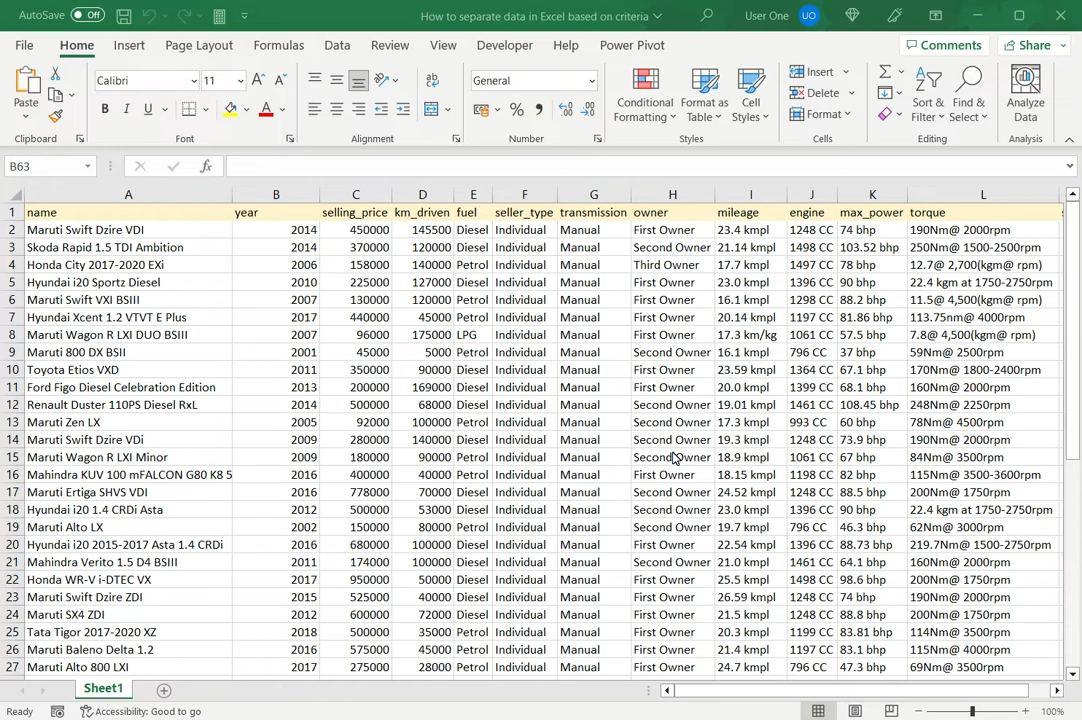 AutoSave Off How to separate data in Excel based on criteria User One UO
File Home Insert Page Layout Formulas Data Review View Developer Help Power Pivot Comments Share
Paste Calibri 11 A A General Conditional Formatting Format as Table Cell Styles Insert Delete Format Sort & Filter Find & Select Analyze Data
B I U A % ab
Clipboard Font Alignment Number Styles Cells Editing Analysis
B63 fx
A B C D E F G H I J K L
1 name year selling_price km_driven fuel seller_type transmission owner mileage engine max_power torque
2 Maruti Swift Dzire VDI 2014 450000 145500 Diesel Individual Manual First Owner 23.4 kmpl 1248 CC 74 bhp 190Nm@ 2000rpm
3 Skoda Rapid 1.5 TDI Ambition 2014 370000 120000 Diesel Individual Manual Second Owner 21.14 kmpl 1498 CC 103.52 bhp 250Nm@ 1500-2500rpm
4 Honda City 2017-2020 EXi 2006 158000 140000 Petrol Individual Manual Third Owner 17.7 kmpl 1497 CC 78 bhp 12.7@ 2,700(kgm@ rpm)
5 Hyundai i20 Sportz Diesel 2010 225000 127000 Diesel Individual Manual First Owner 23.0 kmpl 1396 CC 90 bhp 22.4 kgm at 1750-2750rpm
6 Maruti Swift VXI BSIII 2007 130000 120000 Petrol Individual Manual First Owner 16.1 kmpl 1298 CC 88.2 bhp 11.5@ 4,500(kgm@ rpm)
7 Hyundai Xcent 1.2 VTVT E Plus 2017 440000 45000 Petrol Individual Manual First Owner 20.14 kmpl 1197 CC 81.86 bhp 113.75nm@ 4000rpm
8 Maruti Wagon R LXI DUO BSIII 2007 96000 175000 LPG Individual Manual First Owner 17.3 km/kg 1061 CC 57.5 bhp 7.8@ 4,500(kgm@ rpm)
9 Maruti 800 DX BSII 2001 45000 5000 Petrol Individual Manual Second Owner 16.1 kmpl 796 CC 37 bhp 59Nm@ 2500rpm
10 Toyota Etios VXD 2011 350000 90000 Diesel Individual Manual First Owner 23.59 kmpl 1364 CC 67.1 bhp 170Nm@ 1800-2400rpm
11 Ford Figo Diesel Celebration Edition 2013 200000 169000 Diesel Individual Manual First Owner 20.0 kmpl 1399 CC 68.1 bhp 160Nm@ 2000rpm
12 Renault Duster 110PS Diesel RxL 2014 500000 68000 Diesel Individual Manual Second Owner 19.01 kmpl 1461 CC 108.45 bhp 248Nm@ 2250rpm
13 Maruti Zen LX 2005 92000 100000 Petrol Individual Manual Second Owner 17.3 kmpl 993 CC 60 bhp 78Nm@ 4500rpm
14 Maruti Swift Dzire VDi 2009 280000 140000 Diesel Individual Manual Second Owner 19.3 kmpl 1248 CC 73.9 bhp 190Nm@ 2000rpm
15 Maruti Wagon R LXI Minor 2009 180000 90000 Petrol Individual Manual Second Owner 18.9 kmpl 1061 CC 67 bhp 84Nm@ 3500rpm
16 Mahindra KUV 100 mFALCON G80 K8 5 2016 400000 40000 Petrol Individual Manual First Owner 18.15 kmpl 1198 CC 82 bhp 115Nm@ 3500-3600rpm
17 Maruti Ertiga SHVS VDI 2016 778000 70000 Diesel Individual Manual Second Owner 24.52 kmpl 1248 CC 88.5 bhp 200Nm@ 1750rpm
18 Hyundai i20 1.4 CRDi Asta 2012 500000 53000 Diesel Individual Manual Second Owner 23.0 kmpl 1396 CC 90 bhp 22.4 kgm at 1750-2750rpm
19 Maruti Alto LX 2002 150000 80000 Petrol Individual Manual Second Owner 19.7 kmpl 796 CC 46.3 bhp 62Nm@ 3000rpm
20 Hyundai i20 2015-2017 Asta 1.4 CRDi 2016 680000 100000 Diesel Individual Manual First Owner 22.54 kmpl 1396 CC 88.73 bhp 219.7Nm@ 1500-2750rpm
21 Mahindra Verito 1.5 D4 BSIII 2011 174000 100000 Diesel Individual Manual Second Owner 21.0 kmpl 1461 CC 64.1 bhp 160Nm@ 2000rpm
22 Honda WR-V i-DTEC VX 2017 950000 50000 Diesel Individual Manual First Owner 25.5 kmpl 1498 CC 98.6 bhp 200Nm@ 1750rpm
23 Maruti Swift Dzire ZDI 2015 525000 40000 Diesel Individual Manual First Owner 26.59 kmpl 1248 CC 74 bhp 190Nm@ 2000rpm
24 Maruti SX4 ZDI 2012 600000 72000 Diesel Individual Manual First Owner 21.5 kmpl 1248 CC 88.8 bhp 200Nm@ 1750rpm
25 Tata Tigor 2017-2020 XZ 2018 500000 35000 Petrol Individual Manual First Owner 20.3 kmpl 1199 CC 83.81 bhp 114Nm@ 3500rpm
26 Maruti Baleno Delta 1.2 2016 575000 45000 Petrol Individual Manual First Owner 21.4 kmpl 1197 CC 83.1 bhp 115Nm@ 4000rpm
27 Maruti Alto 800 LXI 2017 275000 28000 Petrol Individual Manual First Owner 24.7 kmpl 796 CC 47.3 bhp 69Nm@ 3500rpm
Sheet1
Ready Accessibility: Good to go 100%